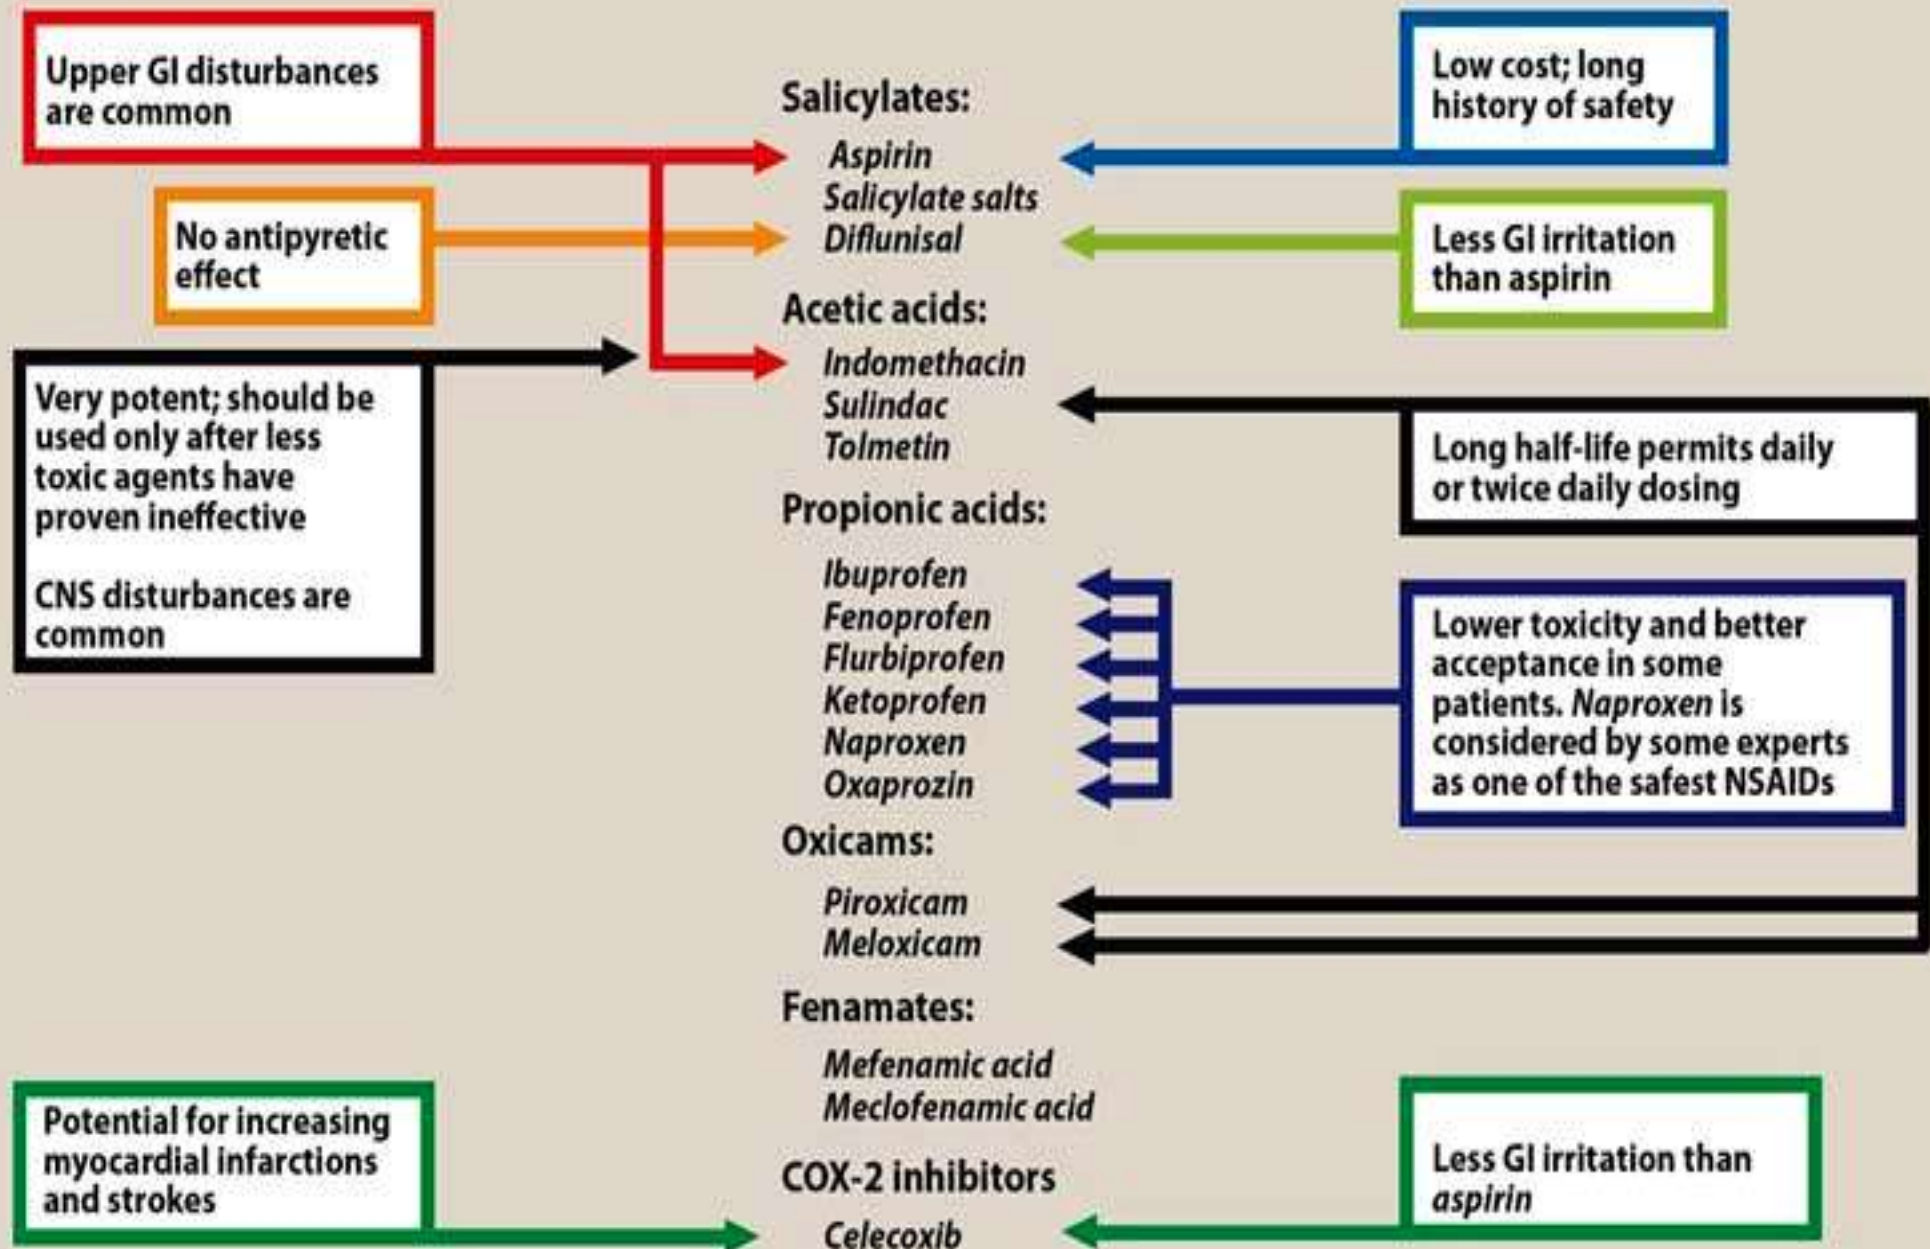 Upper GI disturbances
are common
No antipyretic
effect
Very potent; should be
used only after less
toxic agents have
proven ineffective
CNS disturbances are
common
Potential for increasing
myocardial infarctions
and strokes
Salicylates:
Aspirin
Salicylate salts
Diflunisal
Acetic acids:
Indomethacin
Sulindac
Tolmetin
Propionic acids:
Ibuprofen
Fenoprofen
Flurbiprofen
Ketoprofen
Naproxen
Oxaprozin
Oxicams:
Piroxicam
Meloxicam
Fenamates:
Mefenamic acid
Meclofenamic acid
COX-2 inhibitors
Celecoxib
Low cost; long
history of safety
Less GI irritation
than aspirin
Long half-life permits daily
or twice daily dosing
Lower toxicity and better
acceptance in some
patients. Naproxen is
considered by some experts
as one of the safest NSAIDs
Less GI irritation than
aspirin